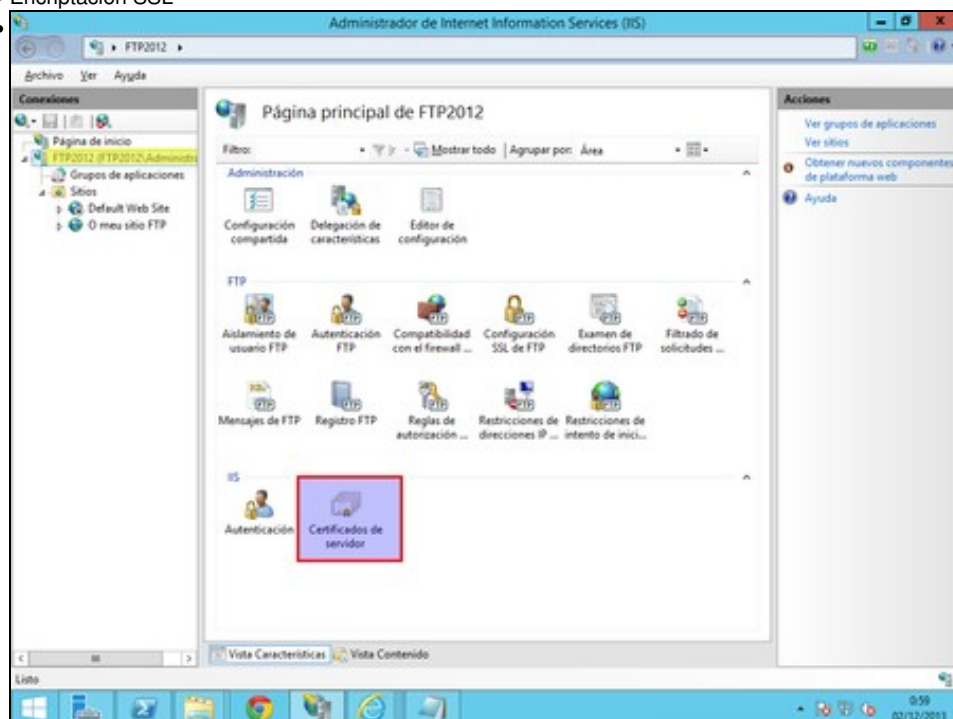 Encriptación SSL
Administrador de Internet Information Services (IIS)
FTP2012
Archivo Ver Ayuda
Conexiones
Página de inicio
FTP2012 (FTP2012\Administra
Grupos de aplicaciones
Sitios
Default Web Site
O meu sitio FTP
Página principal de FTP2012
Filtro: Ir Mostrar todo Agrupar por: Área
Administración
Configuración compartida
Delegación de características
Editor de configuración
FTP
Aislamiento de usuario FTP
Autenticación FTP
Compatibilidad con el firewall ...
Configuración SSL de FTP
Examen de directorios FTP
Filtrado de solicitudes ...
Mensajes de FTP
Registro FTP
Reglas de autorización ...
Restricciones de direcciones IP ...
Restricciones de intento de inici...
IIS
Autenticación
Certificados de servidor
Vista Características
Vista Contenido
Acciones
Ver grupos de aplicaciones
Ver sitios
Obtener nuevos componentes de plataforma web
Ayuda
Listo
0:59
02/12/2013